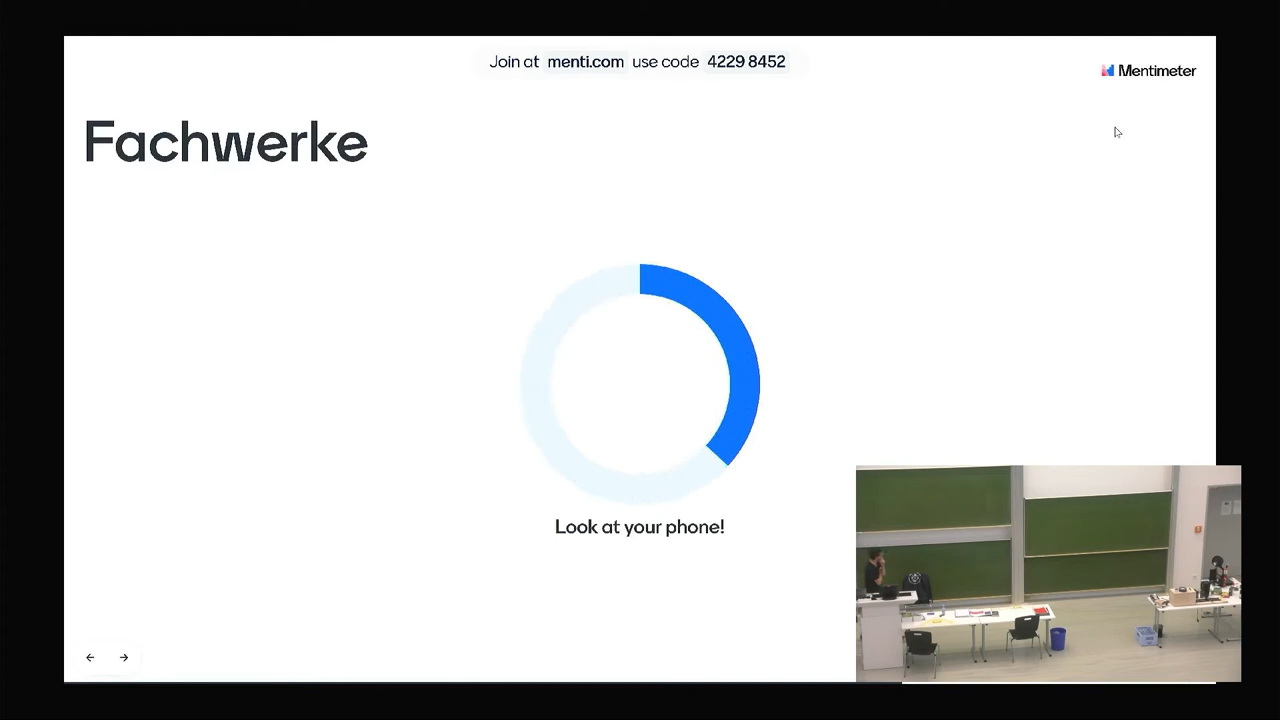 Join at menti.com use code 4229 8452
Mentimeter
Fachwerke
Look at your phone!